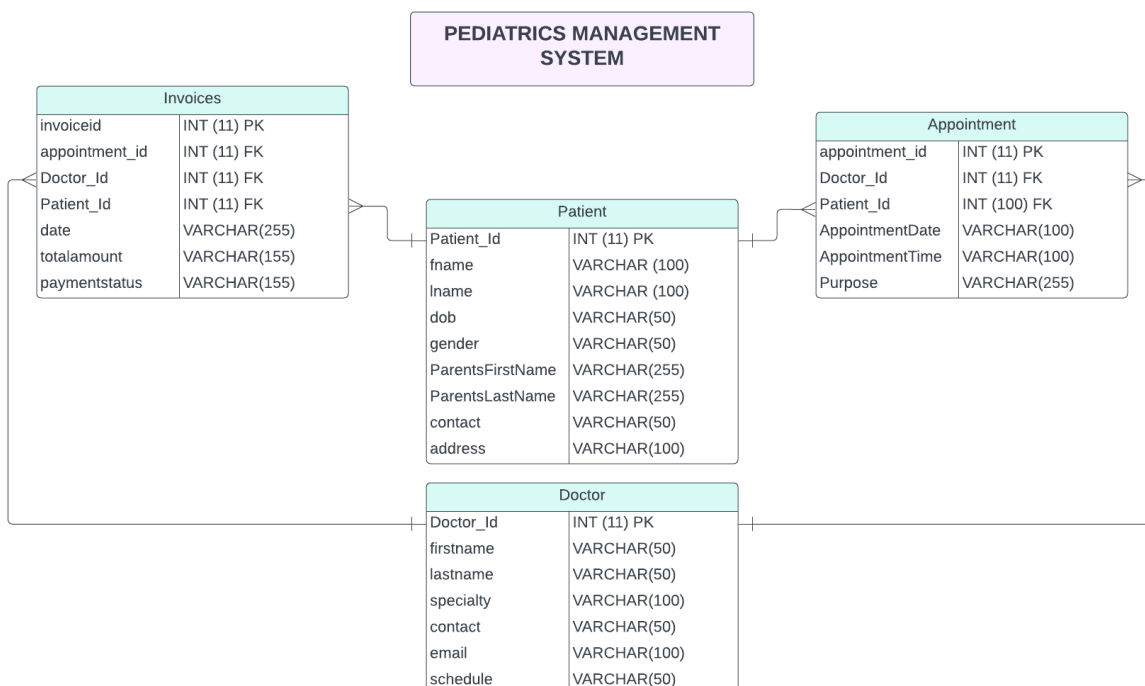 PEDIATRICS MANAGEMENT
SYSTEM
Invoices
invoiceid INT (11) PK
appointment_id INT (11) FK
Doctor_Id INT (11) FK
Patient_Id INT (11) FK
date VARCHAR(255)
totalamount VARCHAR(155)
paymentstatus VARCHAR(155)
Patient
Patient_Id INT (11) PK
fname VARCHAR (100)
lname VARCHAR (100)
dob VARCHAR(50)
gender VARCHAR(50)
ParentsFirstName VARCHAR(255)
ParentsLastName VARCHAR(255)
contact VARCHAR(50)
address VARCHAR(100)
Appointment
appointment_id INT (11) PK
Doctor_Id INT (11) FK
Patient_Id INT (100) FK
AppointmentDate VARCHAR(100)
AppointmentTime VARCHAR(100)
Purpose VARCHAR(255)
Doctor
Doctor_Id INT (11) PK
firstname VARCHAR(50)
lastname VARCHAR(50)
specialty VARCHAR(100)
contact VARCHAR(50)
email VARCHAR(100)
schedule VARCHAR(50)